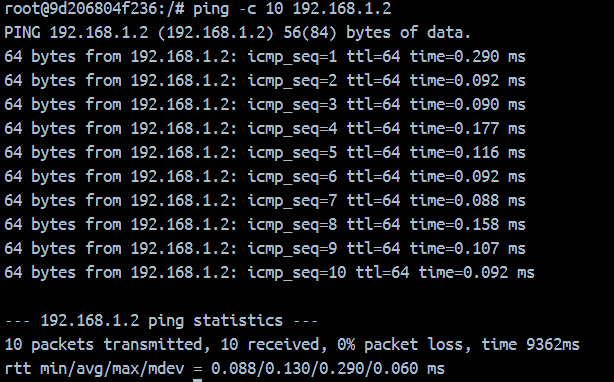 root@9d206804f236:/# ping -c 10 192.168.1.2
PING 192.168.1.2 (192.168.1.2) 56(84) bytes of data.
64 bytes from 192.168.1.2: icmp_seq=1 ttl=64 time=0.290 ms
64 bytes from 192.168.1.2: icmp_seq=2 ttl=64 time=0.092 ms
64 bytes from 192.168.1.2: icmp_seq=3 ttl=64 time=0.090 ms
64 bytes from 192.168.1.2: icmp_seq=4 ttl=64 time=0.177 ms
64 bytes from 192.168.1.2: icmp_seq=5 ttl=64 time=0.116 ms
64 bytes from 192.168.1.2: icmp_seq=6 ttl=64 time=0.092 ms
64 bytes from 192.168.1.2: icmp_seq=7 ttl=64 time=0.088 ms
64 bytes from 192.168.1.2: icmp_seq=8 ttl=64 time=0.158 ms
64 bytes from 192.168.1.2: icmp_seq=9 ttl=64 time=0.107 ms
64 bytes from 192.168.1.2: icmp_seq=10 ttl=64 time=0.092 ms
--- 192.168.1.2 ping statistics ---
10 packets transmitted, 10 received, 0% packet loss, time 9362ms
rtt min/avg/max/mdev = 0.088/0.130/0.290/0.060 ms